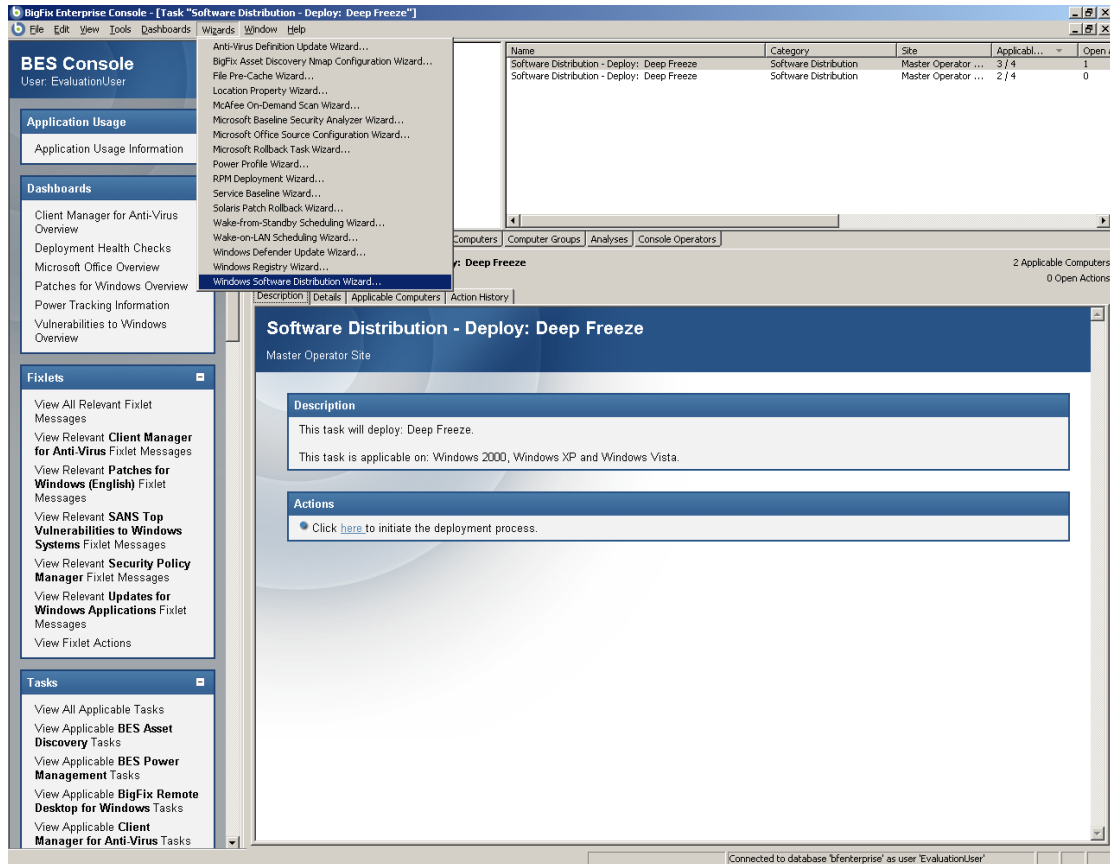 BigFix Enterprise Console - [Task "Software Distribution - Deploy: Deep Freeze"]
File Edit View Tools Dashboards Wizards Window Help
BES Console
User: EvaluationUser
Application Usage
Application Usage Information
Dashboards
Client Manager for Anti-Virus
Overview
Deployment Health Checks
Microsoft Office Overview
Patches for Windows Overview
Power Tracking Information
Vulnerabilities to Windows
Overview
Fixlets
View All Relevant Fixlet
Messages
View Relevant Client Manager
for Anti-Virus Fixlet Messages
View Relevant Patches for
Windows (English) Fixlet
Messages
View Relevant SANS Top
Vulnerabilities to Windows
Systems Fixlet Messages
View Relevant Security Policy
Manager Fixlet Messages
View Relevant Updates for
Windows Applications Fixlet
Messages
View Fixlet Actions
Tasks
View All Applicable Tasks
View Applicable BES Asset
Discovery Tasks
View Applicable BES Power
Management Tasks
View Applicable BigFix Remote
Desktop for Windows Tasks
View Applicable Client
Manager for Anti-Virus Tasks
Anti-Virus Definition Update Wizard...
BigFix Asset Discovery Nmap Configuration Wizard...
File Pre-Cache Wizard...
Location Property Wizard...
McAfee On-Demand Scan Wizard...
Microsoft Baseline Security Analyzer Wizard...
Microsoft Office Source Configuration Wizard...
Microsoft Rollback Task Wizard...
Power Profile Wizard...
RPM Deployment Wizard...
Service Baseline Wizard...
Solaris Patch Rollback Wizard...
Wake-from-Standby Scheduling Wizard...
Wake-on-LAN Scheduling Wizard...
Windows Defender Update Wizard...
Windows Registry Wizard...
Windows Software Distribution Wizard...
Name Category Site Applicabl... Open
Software Distribution - Deploy: Deep Freeze Software Distribution Master Operator ... 3 / 4 1
Software Distribution - Deploy: Deep Freeze Software Distribution Master Operator ... 2 / 4 0
Computers Computer Groups Analyses Console Operators
y: Deep Freeze
2 Applicable Computers
0 Open Actions
Description Details Applicable Computers Action History
Software Distribution - Deploy: Deep Freeze
Master Operator Site
Description
This task will deploy: Deep Freeze.
This task is applicable on: Windows 2000, Windows XP and Windows Vista.
Actions
Click here to initiate the deployment process.
Connected to database 'bfenterprise' as user 'EvaluationUser'